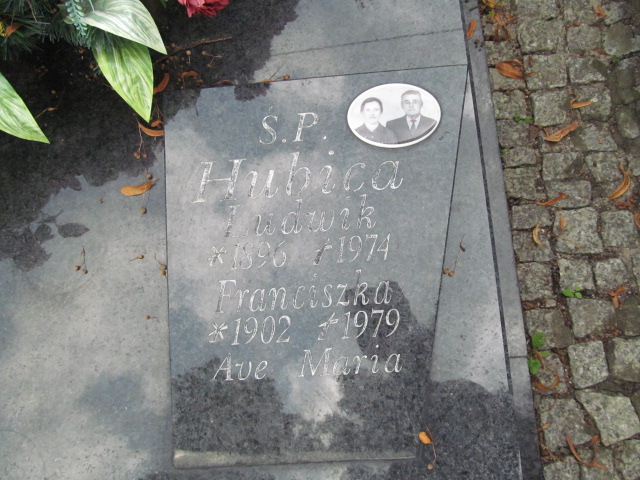 Ś.P.
Hubica
Ludwik
*1896 †1974
Franciszka
*1902 †1979
Ave Maria